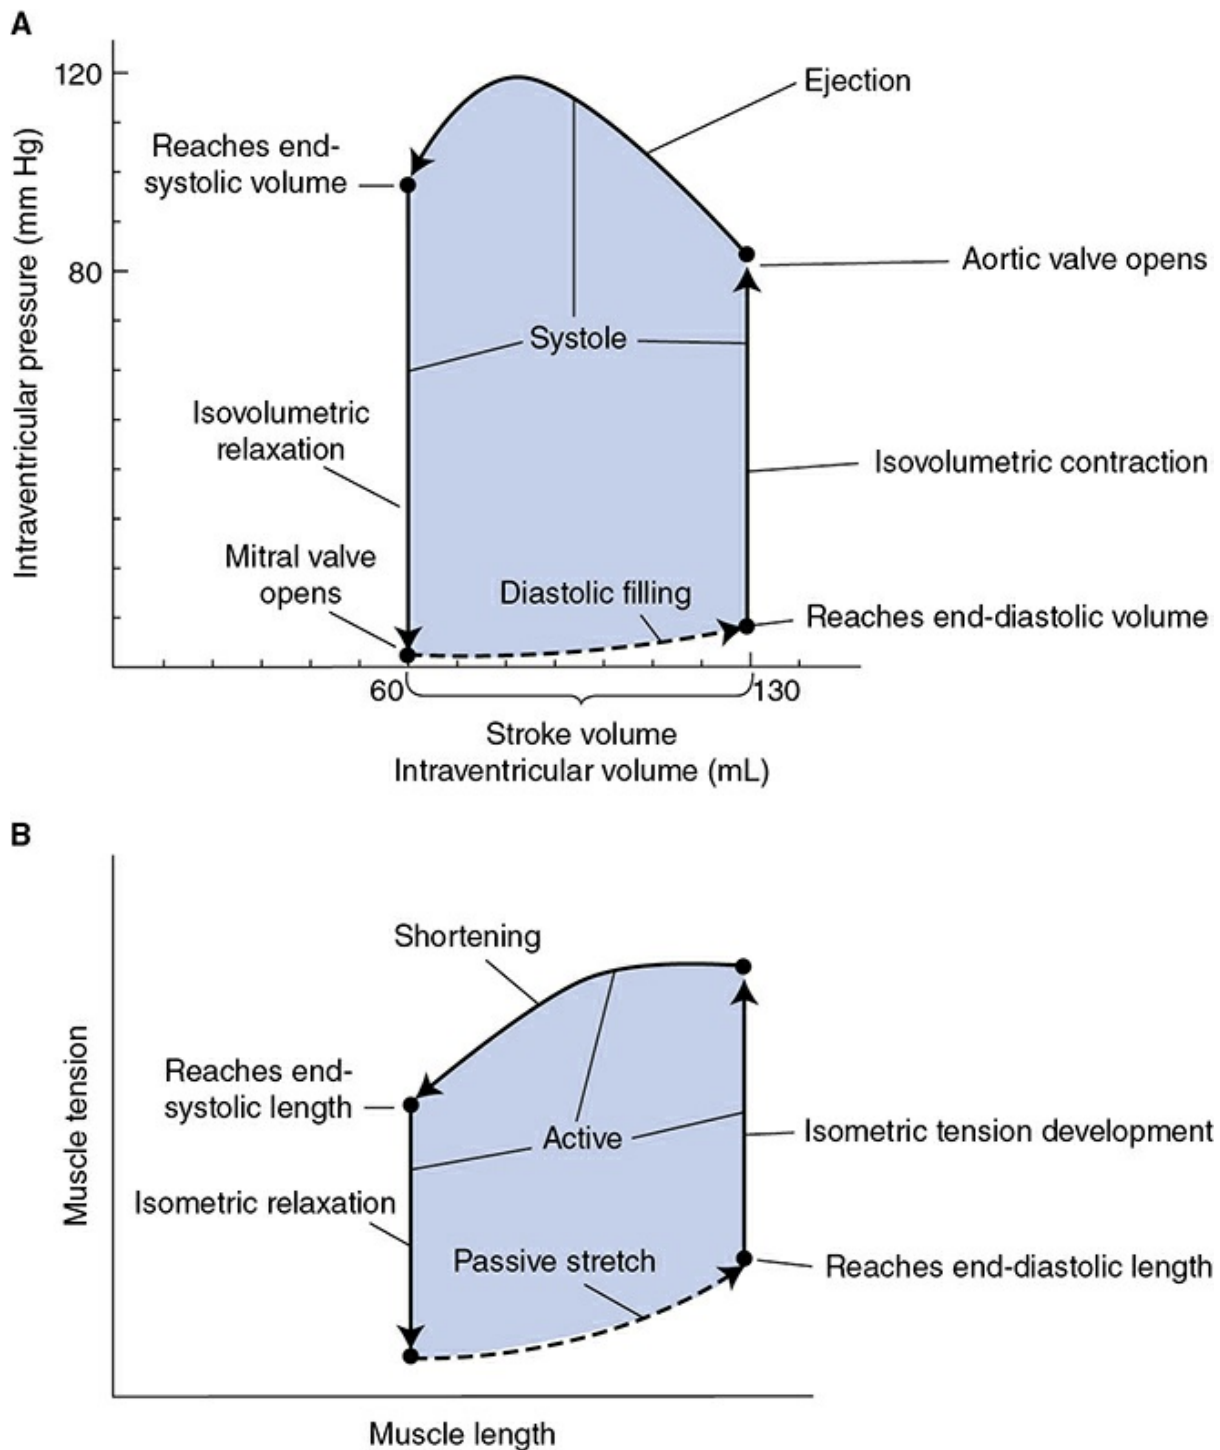 A
120
Ejection
Reaches end-
systolic volume
Intraventricular pressure (mm Hg)
80
Aortic valve opens
Systole
Isovolumetric
relaxation
Isovolumetric contraction
Mitral valve
opens
Diastolic filling
Reaches end-diastolic volume
60
130
Stroke volume
Intraventricular volume (mL)
B
Shortening
Muscle tension
Reaches end-
systolic length
Active
Isometric tension development
Isometric relaxation
Passive stretch
Reaches end-diastolic length
Muscle length